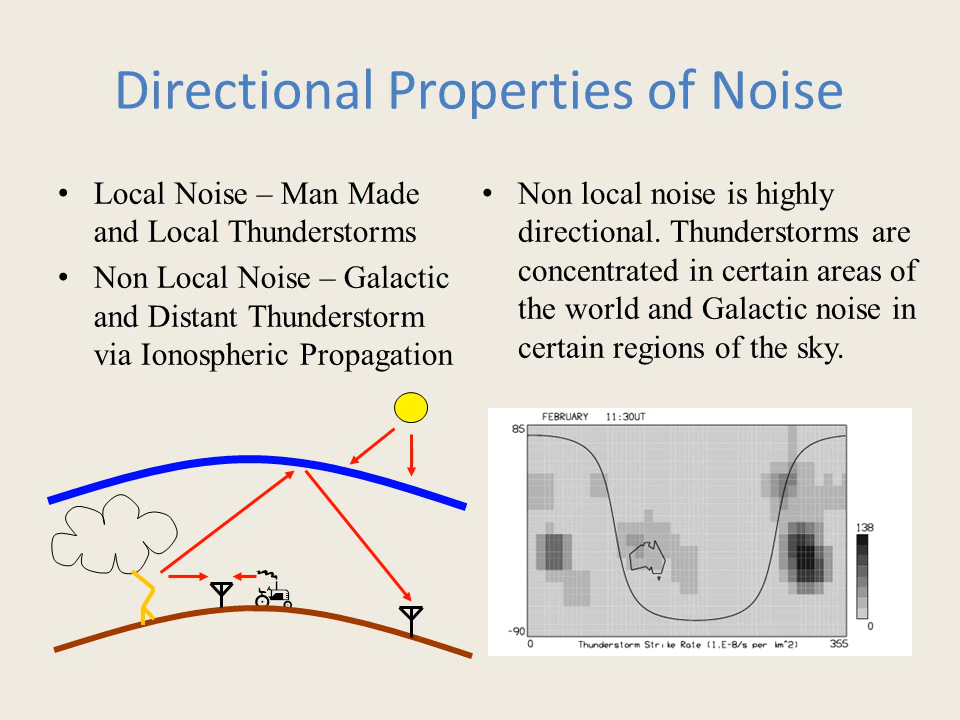 Directional Properties of Noise
• Local Noise – Man Made
and Local Thunderstorms
• Non Local Noise – Galactic
and Distant Thunderstorm
via Ionospheric Propagation
• Non local noise is highly
directional. Thunderstorms are
concentrated in certain areas of
the world and Galactic noise in
certain regions of the sky.
FEBRUARY 11:30UT
85
138
0
-90
0 Thunderstorm Strike Rate (1.E-8/s per km^2) 355